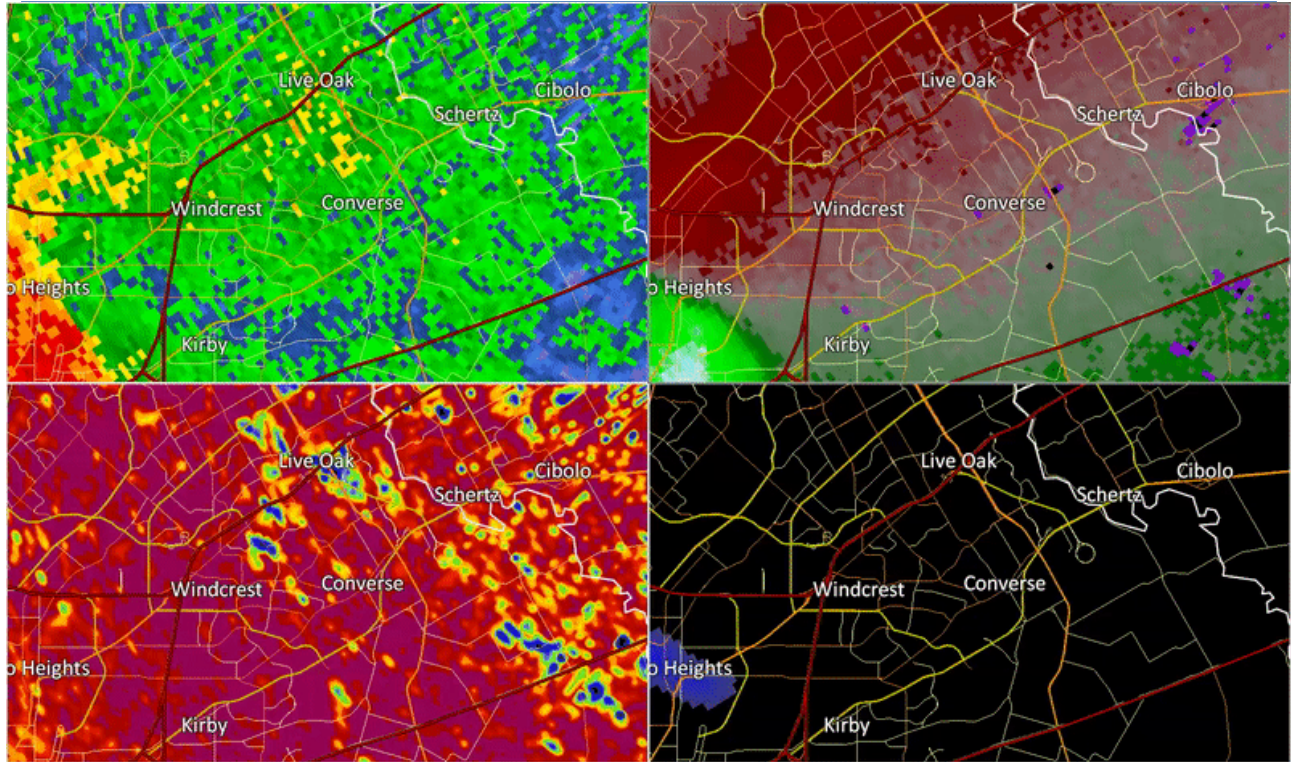 Live Oak
Cibolo
Schertz
Windcrest
Converse
o Heights
Kirby
Live Oak
Cibolo
Schertz
Windcrest
Converse
o Heights
Kirby
Live Oak
Cibolo
Schertz
Windcrest
Converse
o Heights
Kirby
Live Oak
Cibolo
Schertz
Windcrest
Converse
o Heights
Kirby